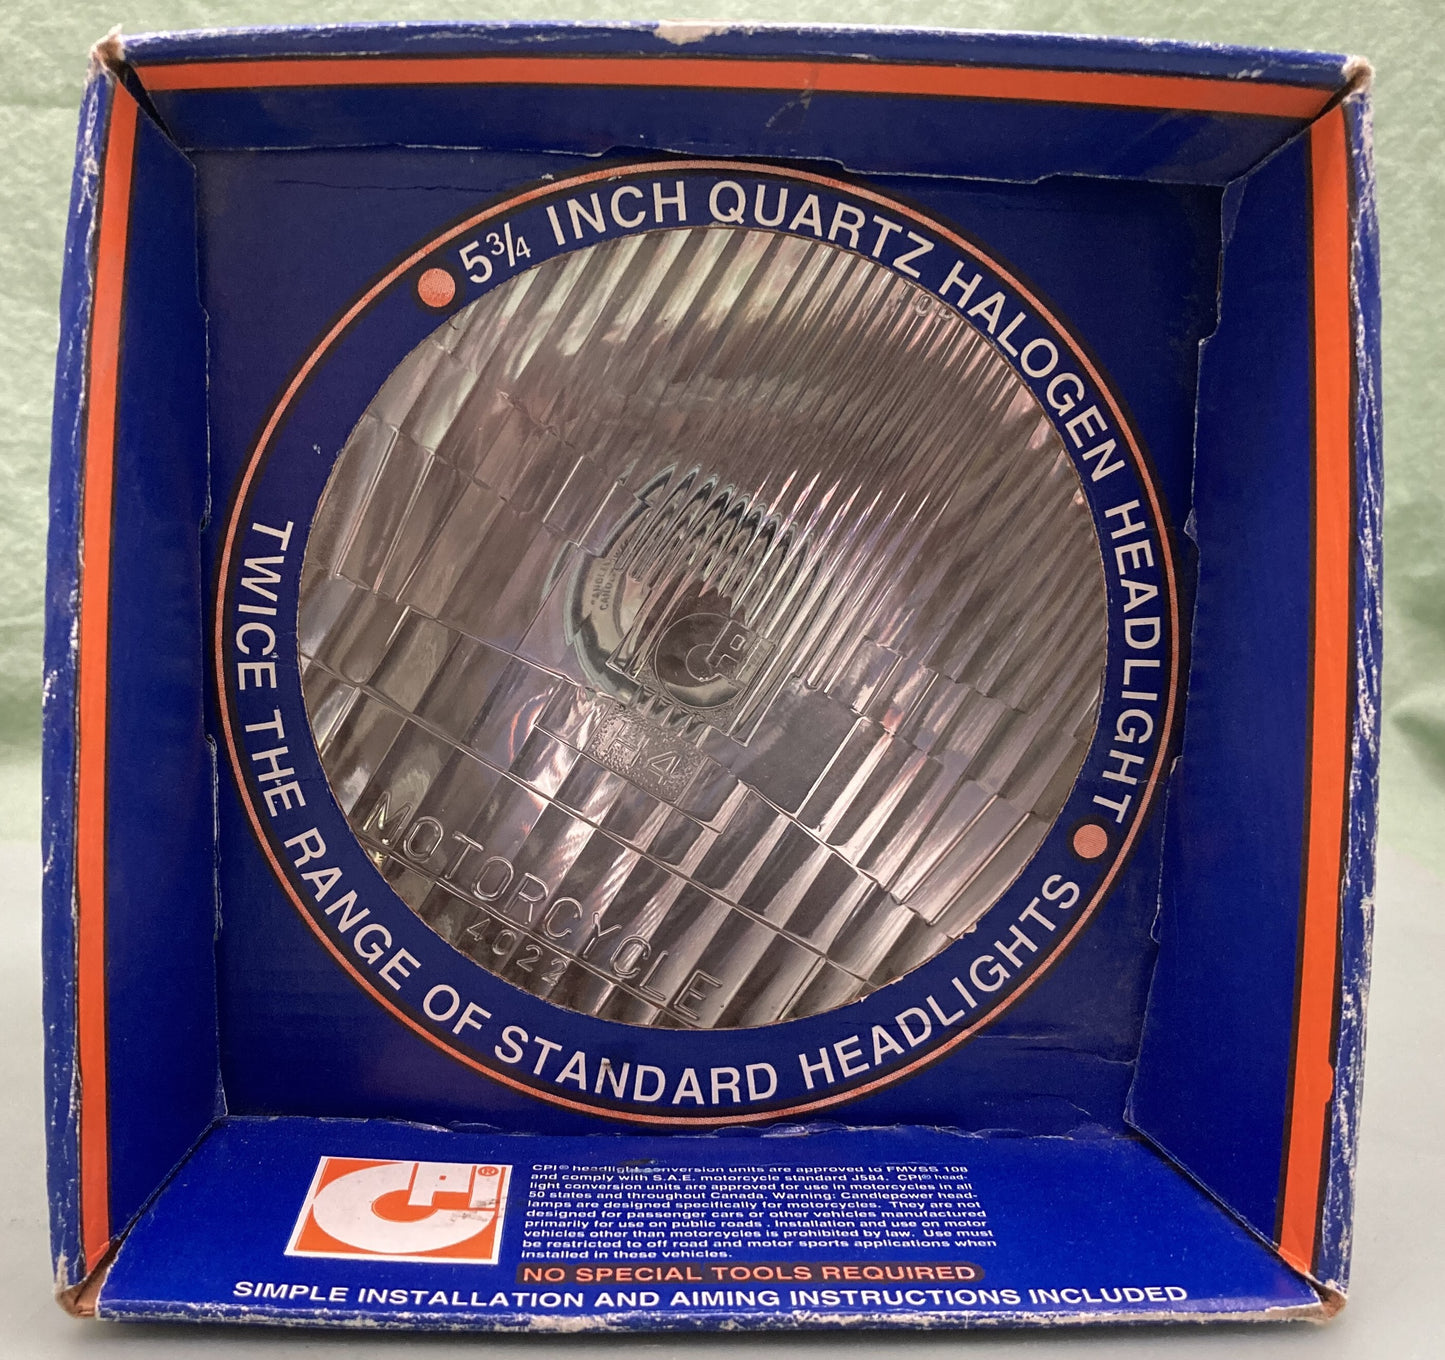 5¾ INCH QUARTZ HALOGEN HEADLIGHT
TWICE THE RANGE OF STANDARD HEADLIGHTS
CPI
H4
MOTORCYCLE
4022
CPI®
CPI® headlight conversion units are approved to FMVSS 108
and comply with S.A.E. motorcycle standard J584. CPI® head-
light conversion units are approved for use in motorcycles in all
50 states and throughout Canada. Warning: Candlepower head-
lamps are designed specifically for motorcycles. They are not
designed for passenger cars or other vehicles manufactured
primarily for use on public roads . Installation and use on motor
vehicles other than motorcycles is prohibited by law. Use must
be restricted to off road and motor sports applications when
installed in these vehicles.
NO SPECIAL TOOLS REQUIRED
SIMPLE INSTALLATION AND AIMING INSTRUCTIONS INCLUDED